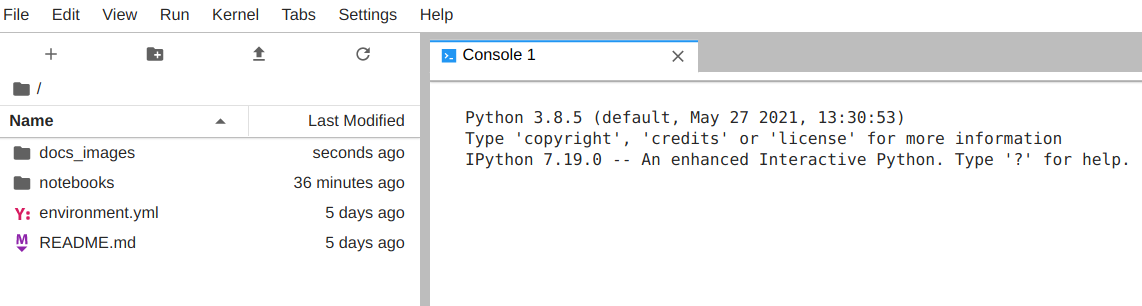 File Edit View Run Kernel Tabs Settings Help
/
Name Last Modified
docs_images seconds ago
notebooks 36 minutes ago
Y: environment.yml 5 days ago
M README.md 5 days ago
Console 1
Python 3.8.5 (default, May 27 2021, 13:30:53)
Type 'copyright', 'credits' or 'license' for more information
IPython 7.19.0 -- An enhanced Interactive Python. Type '?' for help.